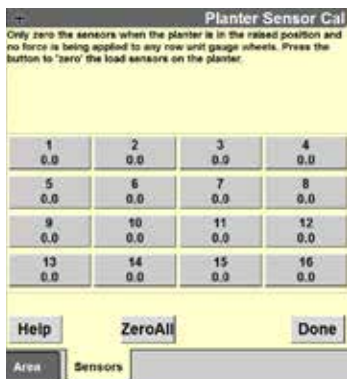 Planter Sensor Cal
Only zero the sensors when the planter is in the raised position and
no force is being applied to any row unit gauge wheels. Press the
button to 'zero' the load sensors on the planter.
1 2 3 4
0.0 0.0 0.0 0.0
5 6 7 8
0.0 0.0 0.0 0.0
9 10 11 12
0.0 0.0 0.0 0.0
13 14 15 16
0.0 0.0 0.0 0.0
Help ZeroAll Done
Area Sensors